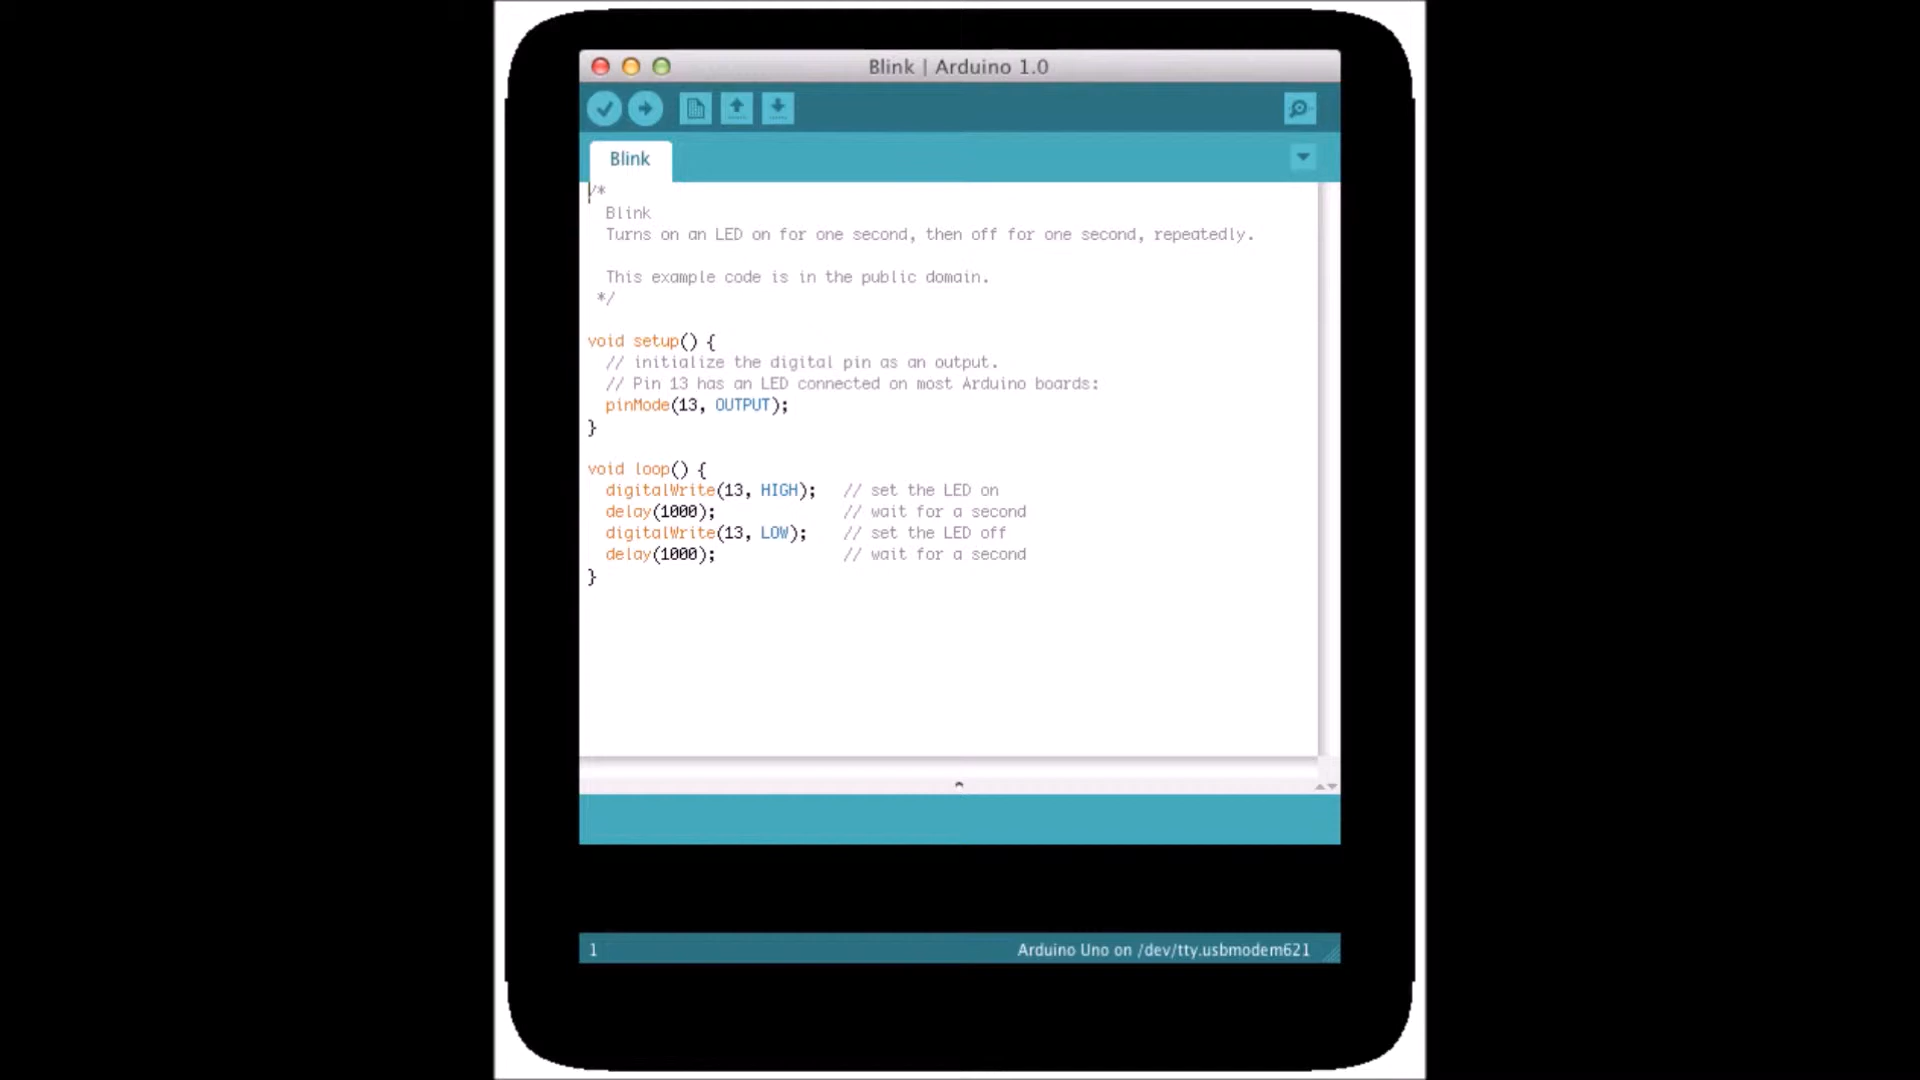 Blink | Arduino 1.0
Blink
/*
Blink
Turns on an LED on for one second, then off for one second, repeatedly.
This example code is in the public domain.
*/
void setup() {
// initialize the digital pin as an output.
// Pin 13 has an LED connected on most Arduino boards:
pinMode(13, OUTPUT);
}
void loop() {
digitalWrite(13, HIGH);   // set the LED on
delay(1000);              // wait for a second
digitalWrite(13, LOW);    // set the LED off
delay(1000);              // wait for a second
}
1 Arduino Uno on /dev/tty.usbmodem621